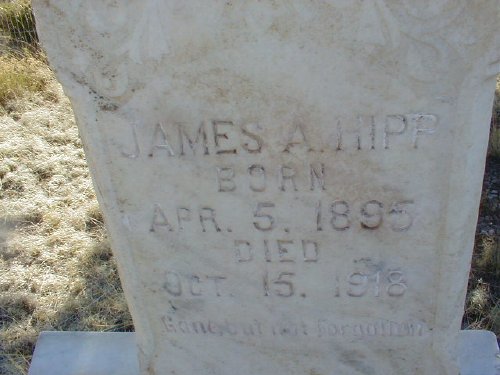 JAMES A. HIPP
BORN
APR. 5. 1895
DIED
OCT. 15. 1918
Gone but not forgotten